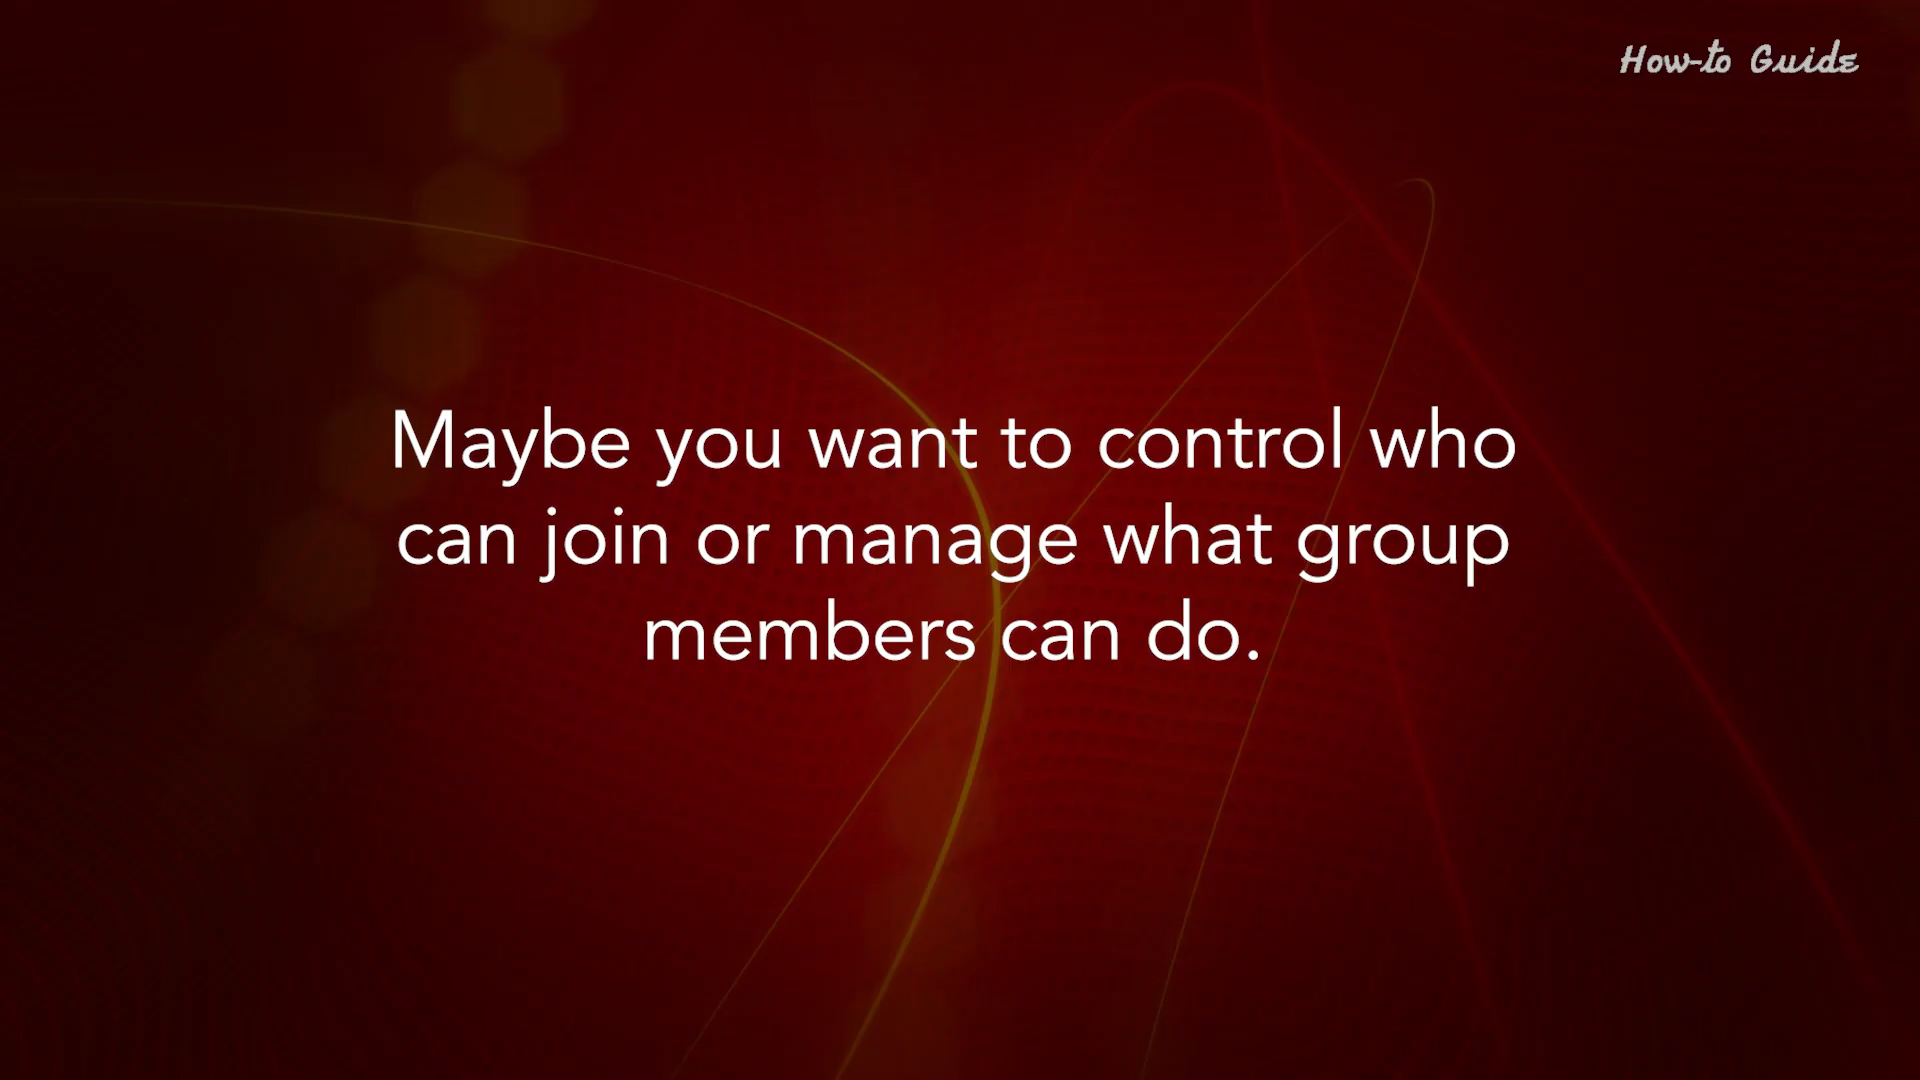 How-to Guide
Maybe you want to control who
can join or manage what group
members can do.